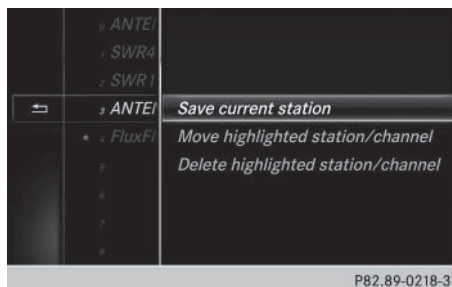 0 ANTE
1 SWR4
2 SWR1
3 ANTE Save current station
4 FluxF Move highlighted station/channel
5 Delete highlighted station/channel
6
7
8
P82.89-0218-3